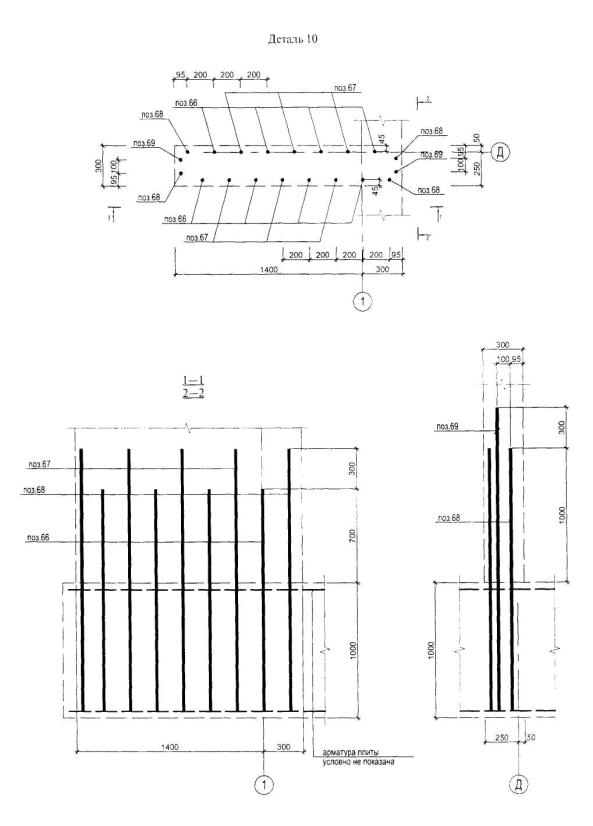 Деталь 10
95 200 200 200
поз.67
поз.66
поз.68
поз.69
поз.68
300
100
95
45
2
поз.68
поз.69
поз.68
50
95
100
250
Д
1
поз.66
поз.67
45
1
2
200 200 200 200 95
1400 300
1
1—1
2—2
поз.67
поз.68
поз.66
300
700
1000
1400 300
арматура плиты
условно не показана
1
300
100 95
поз.69
поз.68
300
1000
1000
250 50
Д